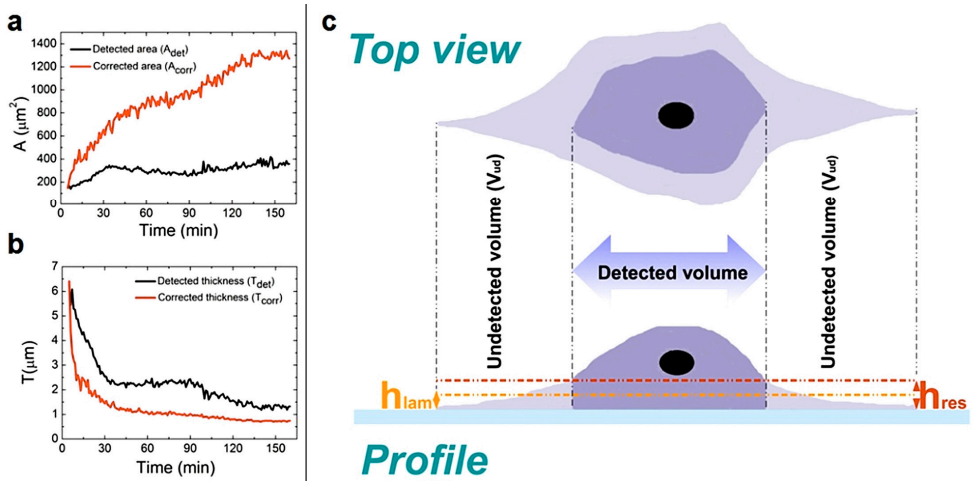 a
Detected area (A_det)
Corrected area (A_corr)
1400
1200
1000
800
600
400
200
A (μm²)
0 30 60 90 120 150
Time (min)
b
Detected thickness (T_det)
Corrected thickness (T_corr)
7
6
5
4
3
2
1
0
T(μm)
0 30 60 90 120 150
Time (min)
c
Top view
Undetected volume (V_ud)
Detected volume
Undetected volume (V_ud)
h_lam
h_res
Profile